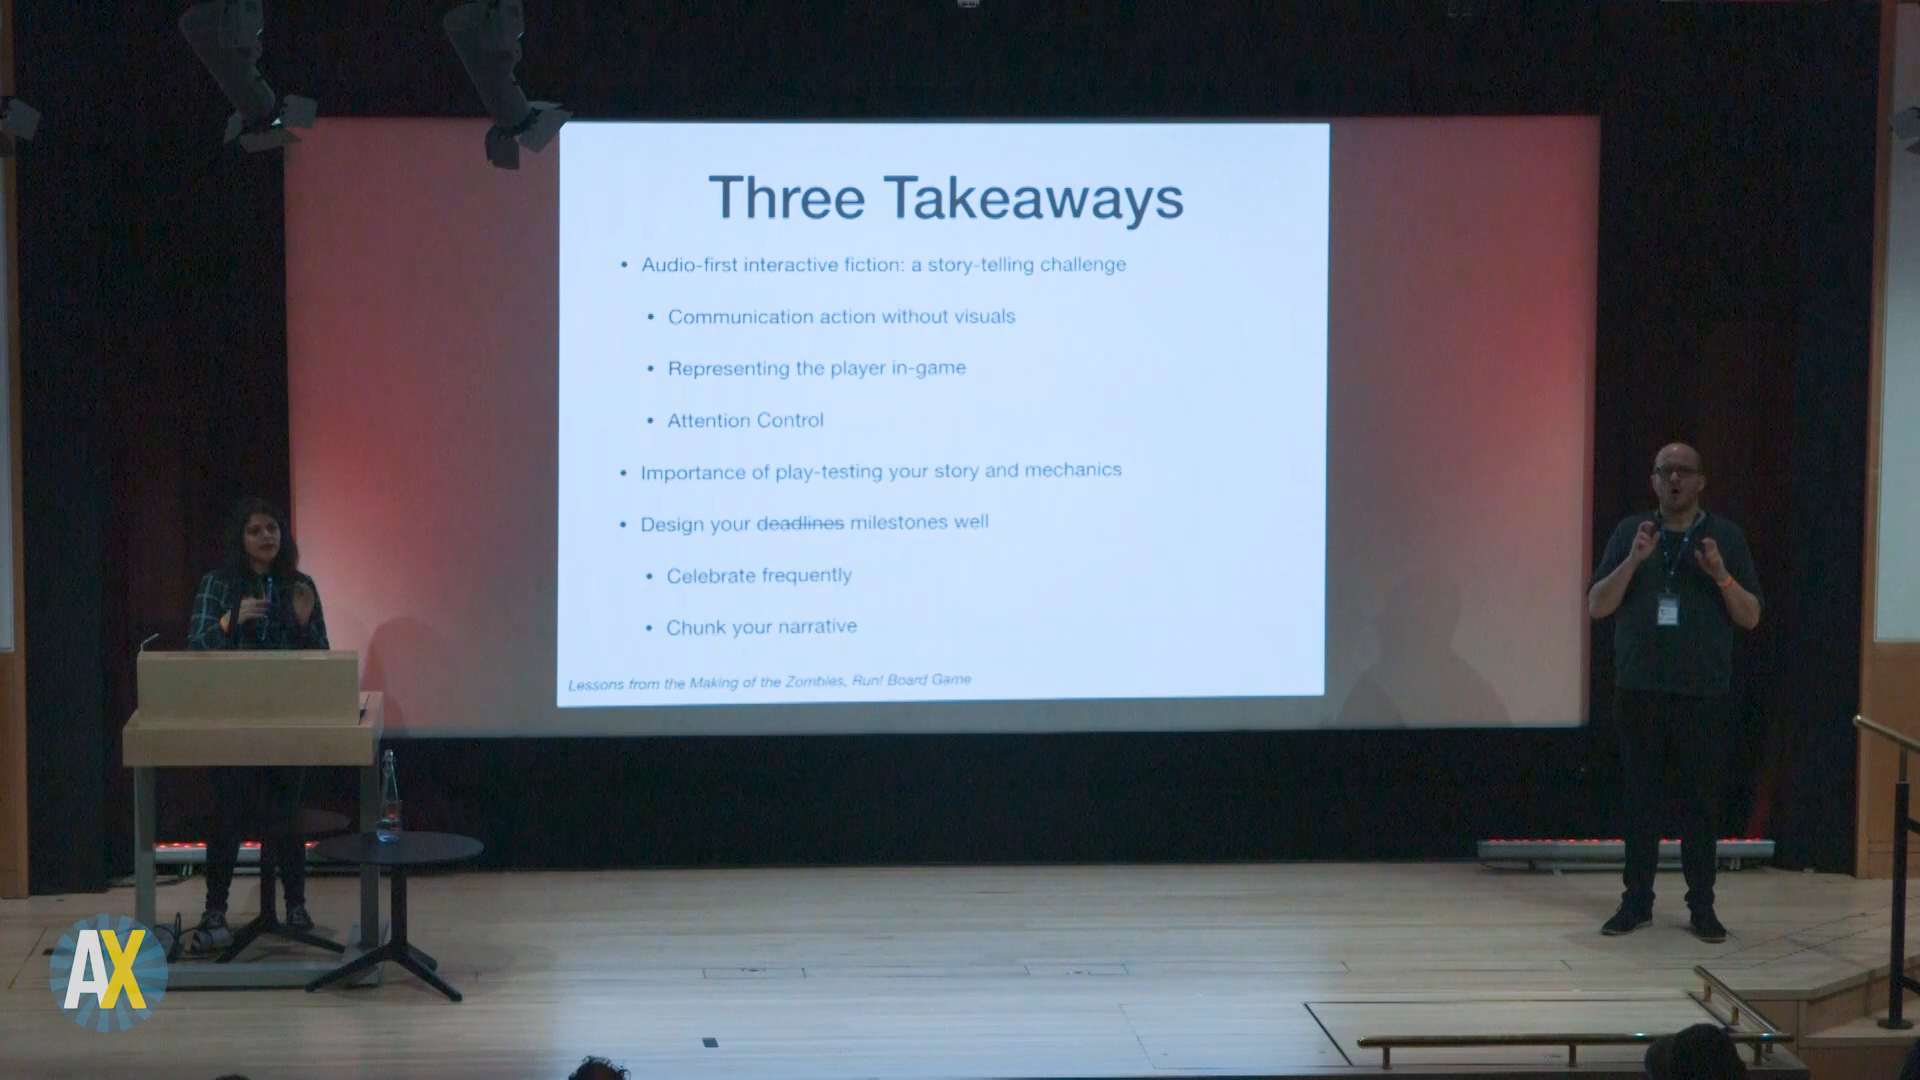 Three Takeaways
• Audio-first interactive fiction: a story-telling challenge
• Communication action without visuals
• Representing the player in-game
• Attention Control
• Importance of play-testing your story and mechanics
• Design your deadlines milestones well
• Celebrate frequently
• Chunk your narrative
Lessons from the Making of the Zombies, Run! Board Game
AX